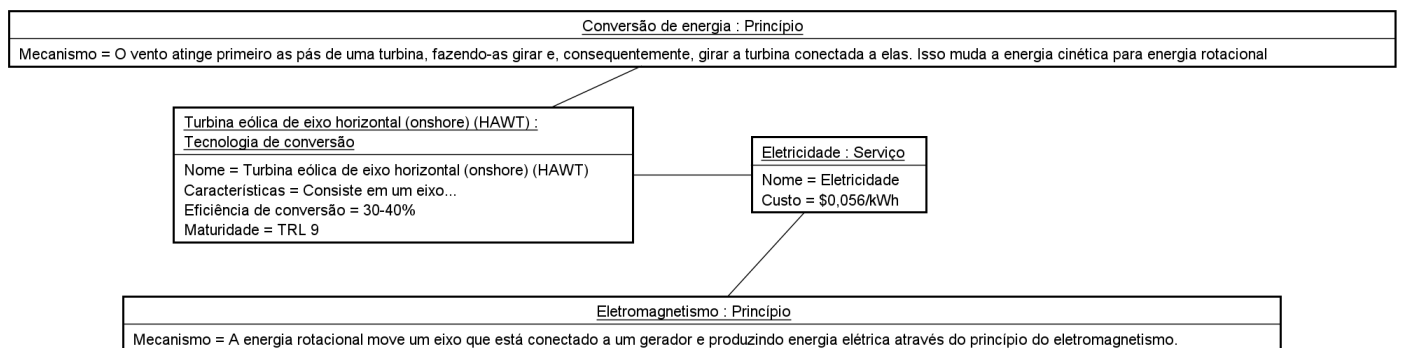 Conversão de energia : Princípio
Mecanismo = O vento atinge primeiro as pás de uma turbina, fazendo-as girar e, consequentemente, girar a turbina conectada a elas. Isso muda a energia cinética para energia rotacional
Turbina eólica de eixo horizontal (onshore) (HAWT) :
Tecnologia de conversão
Nome = Turbina eólica de eixo horizontal (onshore) (HAWT)
Características = Consiste em um eixo...
Eficiência de conversão = 30-40%
Maturidade = TRL 9
Eletricidade : Serviço
Nome = Eletricidade
Custo = $0,056/kWh
Eletromagnetismo : Princípio
Mecanismo = A energia rotacional move um eixo que está conectado a um gerador e produzindo energia elétrica através do princípio do eletromagnetismo.